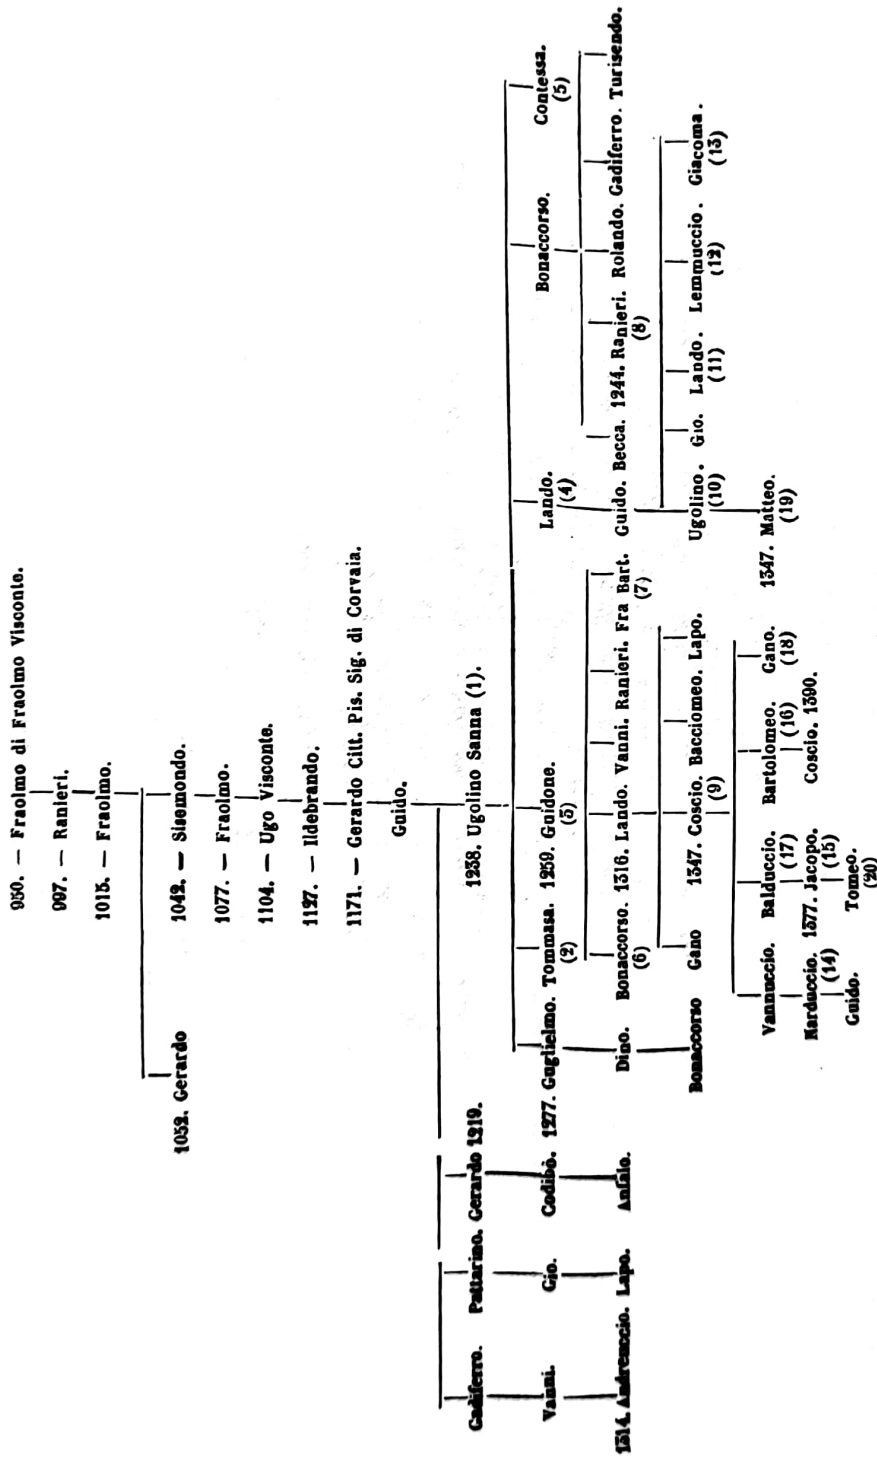 950. — Fraolmo di Fraolmo Visconte.
997. — Ranieri.
1015. — Fraolmo.
1052. Gerardo 1042. — Sisemondo.
1077. — Fraolmo.
1104. — Ugo Visconte.
1127. — Ildebrando.
1171. — Gerardo Citt. Pis. Sig. di Corvaia.
Guido.
Gadiferro. Pattarino. Gerardo 1219. 1238. Ugolino Sanna (1).
Vanni. Gio. Codibò. 1277. Guglielmo. Tommasa. 1259. Guidone. Lando. Bonaccorso. Contessa.
(2) (3) (4) (5)
1314. Andreuccio. Lapo. Anfalo. Dino. Bonaccorso. 1316. Lando. Vanni. Ranieri. Fra Bart. Guido. Becca. 1244. Ranieri. Rolando. Gadiferro. Turisendo.
(6) (7) (8)
Bonaccorso Gano 1347. Coscio. Bacciomeo. Lapo. Ugolino. Gio. Lando. Lemmuccio. Giacoma.
(9) (10) (11) (12) (13)
Vannuccio. Balduccio. Bartolomeo. Gano. 1347. Matteo.
(17) (16) (18) (19)
Narduccio. 1377. Jacopo. Coscio. 1390.
(14) (15)
Guido. Tomeo.
(20)